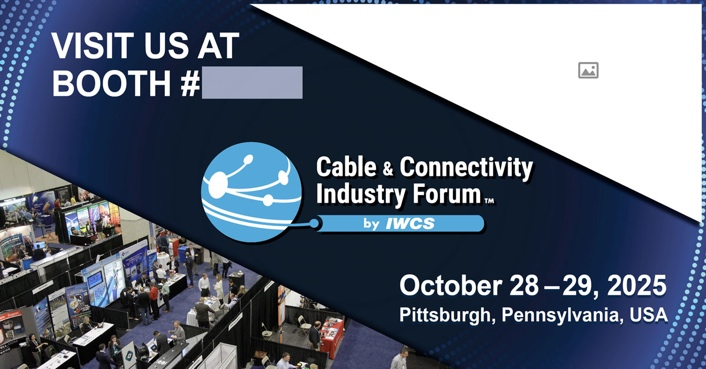 VISIT US AT
BOOTH #
Cable & Connectivity
Industry Forum™
by IWCS
October 28–29, 2025
Pittsburgh, Pennsylvania, USA